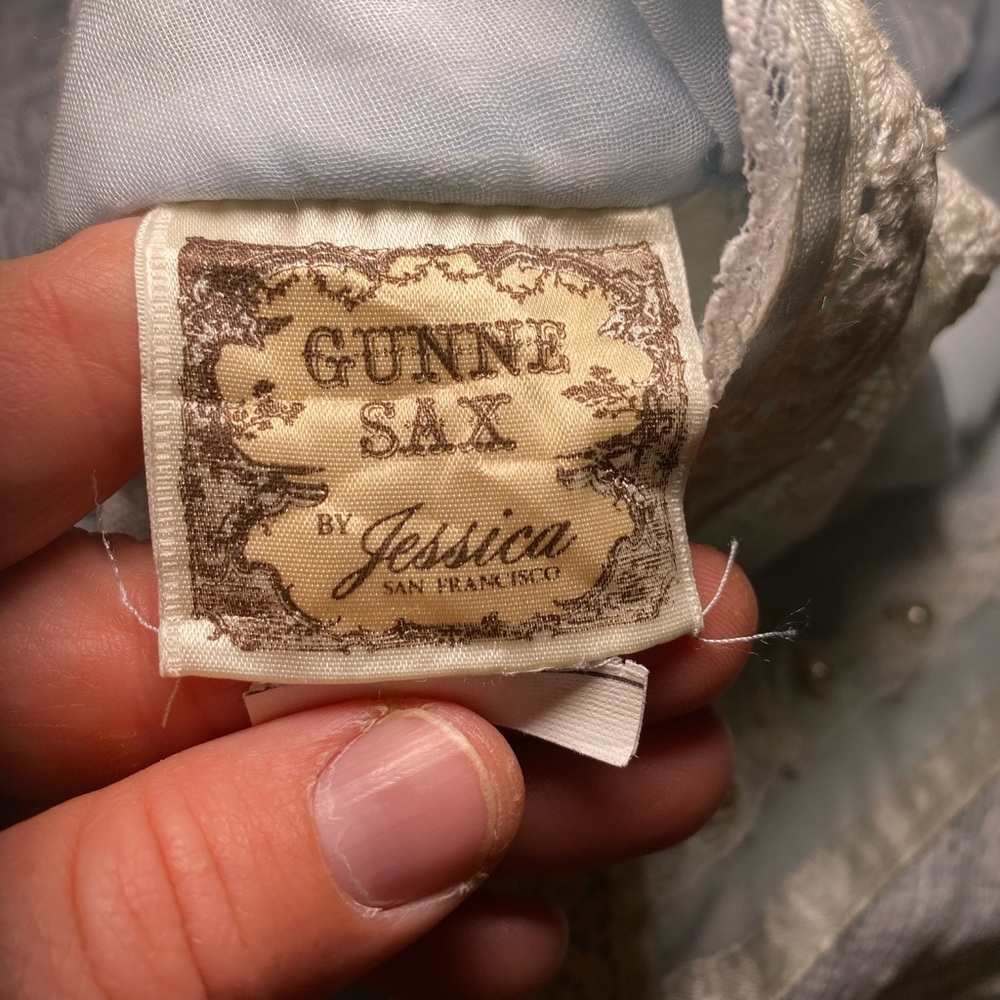 GUNNE
SAX
BY Jessica
SAN FRANCISCO